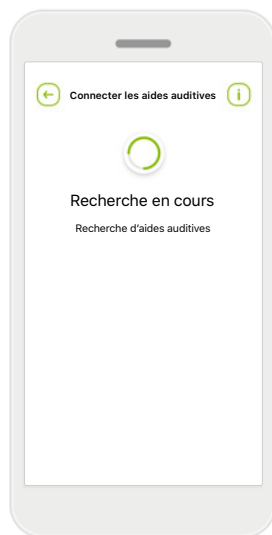 Connecter les aides auditives
Recherche en cours
Recherche d’aides auditives